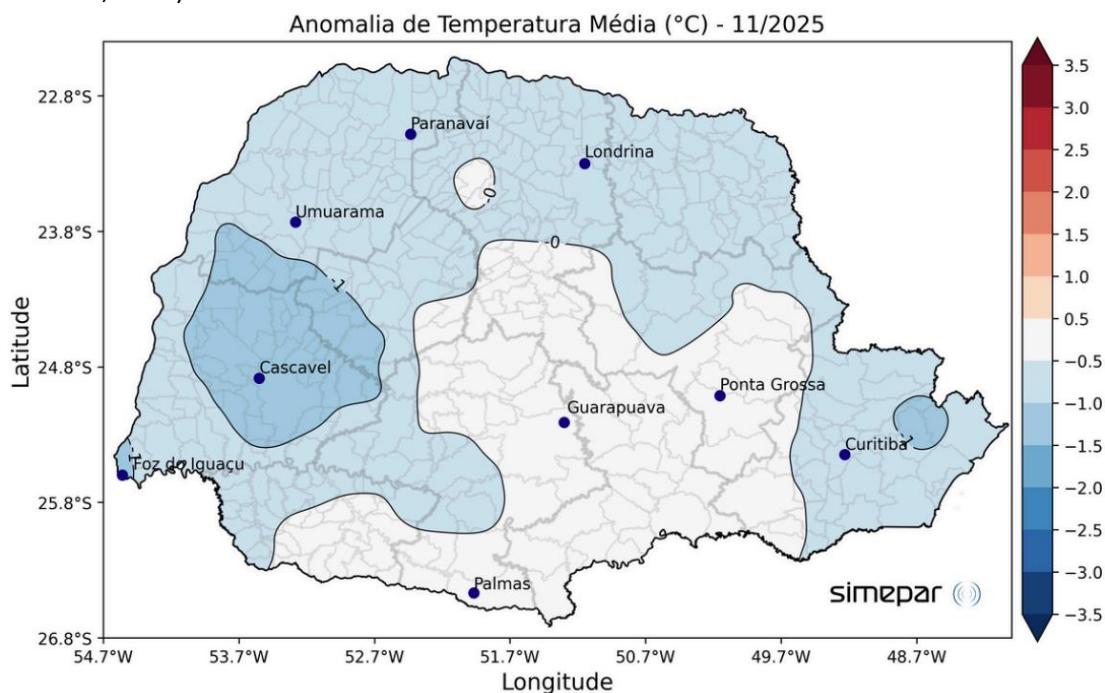 Anomalia de Temperatura Média (°C) - 11/2025
22.8°S
23.8°S
24.8°S
25.8°S
26.8°S
Latitude
54.7°W
53.7°W
52.7°W
51.7°W
50.7°W
49.7°W
48.7°W
Longitude
Paranavaí
Londrina
Umuarama
Cascavel
Ponta Grossa
Guarapuava
Curitiba
Foz do Iguaçu
Palmas
-0
-0
-1
-1
-1
simepar
3.5
3.0
2.5
2.0
1.5
1.0
0.5
−0.5
−1.0
−1.5
−2.0
−2.5
−3.0
−3.5